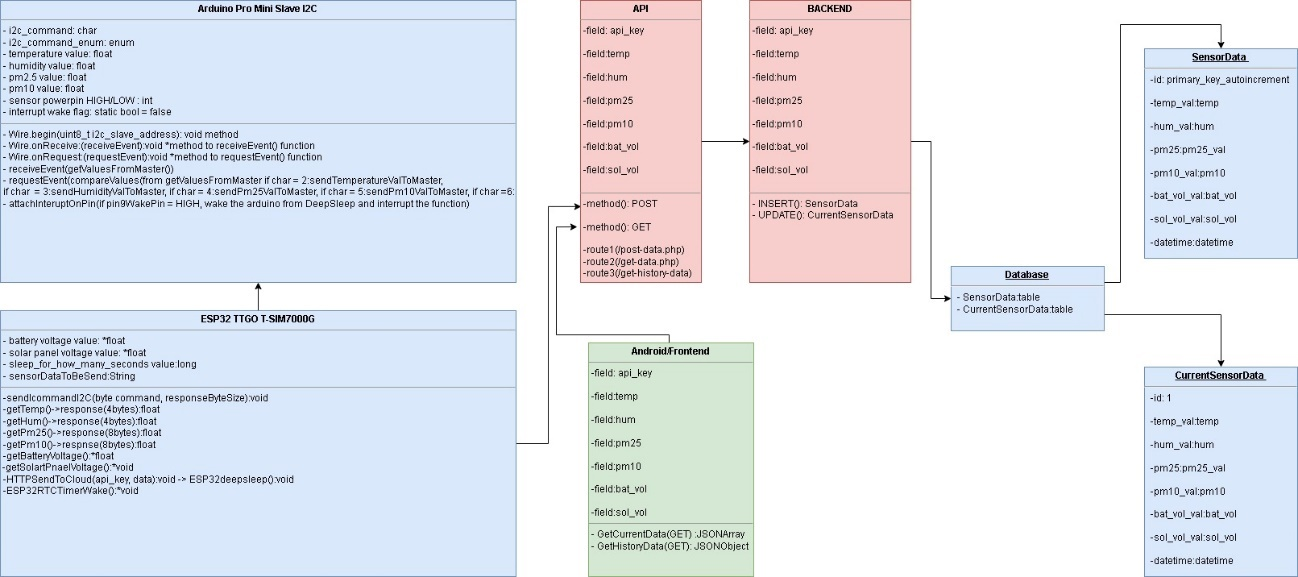 Arduino Pro Mini Slave I2C
- i2c_command: char
- i2c_command_enum: enum
- temperature value: float
- humidity value: float
- pm2.5 value: float
- pm10 value: float
- sensor powerpin HIGH/LOW : int
- interrupt wake flag: static bool = false
- Wire.begin(uint8_t i2c_slave_address): void method
- Wire.onReceive:(receiveEvent):void *method to receiveEvent() function
- Wire.onRequest:(requestEvent):void *method to requestEvent() function
- receiveEvent(getValuesFromMaster())
- requestEvent(compareValues(from getValuesFromMaster if char = 2:sendTemperatureValToMaster,
if char = 3:sendHumidityValToMaster, if char = 4:sendPm25ValToMaster, if char = 5:sendPm10ValToMaster, if char =6:
- attachInteruptOnPin(if pin9WakePin = HIGH, wake the arduino from DeepSleep and interrupt the function)
ESP32 TTGO T-SIM7000G
- battery voltage value: *float
- solar panel voltage value: *float
- sleep_for_how_many_seconds value:long
- sensorDataToBeSend:String
-sendIcommandI2C(byte command, responseByteSize):void
-getTemp()->response(4bytes):float
-getHum()->response(4bytes):float
-getPm25()->response(8bytes):float
-getPm10()->respnse(8bytes):float
-getBatteryVoltage():*float
-getSolartPnaelVoltage():*void
-HTTPSendToCloud(api_key, data):void -> ESP32deepsleep():void
-ESP32RTCTimerWake():*void
API
-field: api_key
-field:temp
-field:hum
-field:pm25
-field:pm10
-field:bat_vol
-field:sol_vol
-method(): POST
-method(): GET
-route1(/post-data.php)
-route2(/get-data.php)
-route3(/get-history-data)
BACKEND
-field: api_key
-field:temp
-field:hum
-field:pm25
-field:pm10
-field:bat_vol
-field:sol_vol
- INSERT(): SensorData
- UPDATE(): CurrentSensorData
Android/Frontend
-field: api_key
-field:temp
-field:hum
-field:pm25
-field:pm10
-field:bat_vol
-field:sol_vol
- GetCurrentData(GET) :JSONArray
- GetHistoryData(GET): JSONObject
Database
- SensorData:table
- CurrentSensorData:table
SensorData
-id: primary_key_autoincrement
-temp_val:temp
-hum_val:hum
-pm25:pm25_val
-pm10_val:pm10
-bat_vol_val:bat_vol
-sol_vol_val:sol_vol
-datetime:datetime
CurrentSensorData
-id: 1
-temp_val:temp
-hum_val:hum
-pm25:pm25_val
-pm10_val:pm10
-bat_vol_val:bat_vol
-sol_vol_val:sol_vol
-datetime:datetime